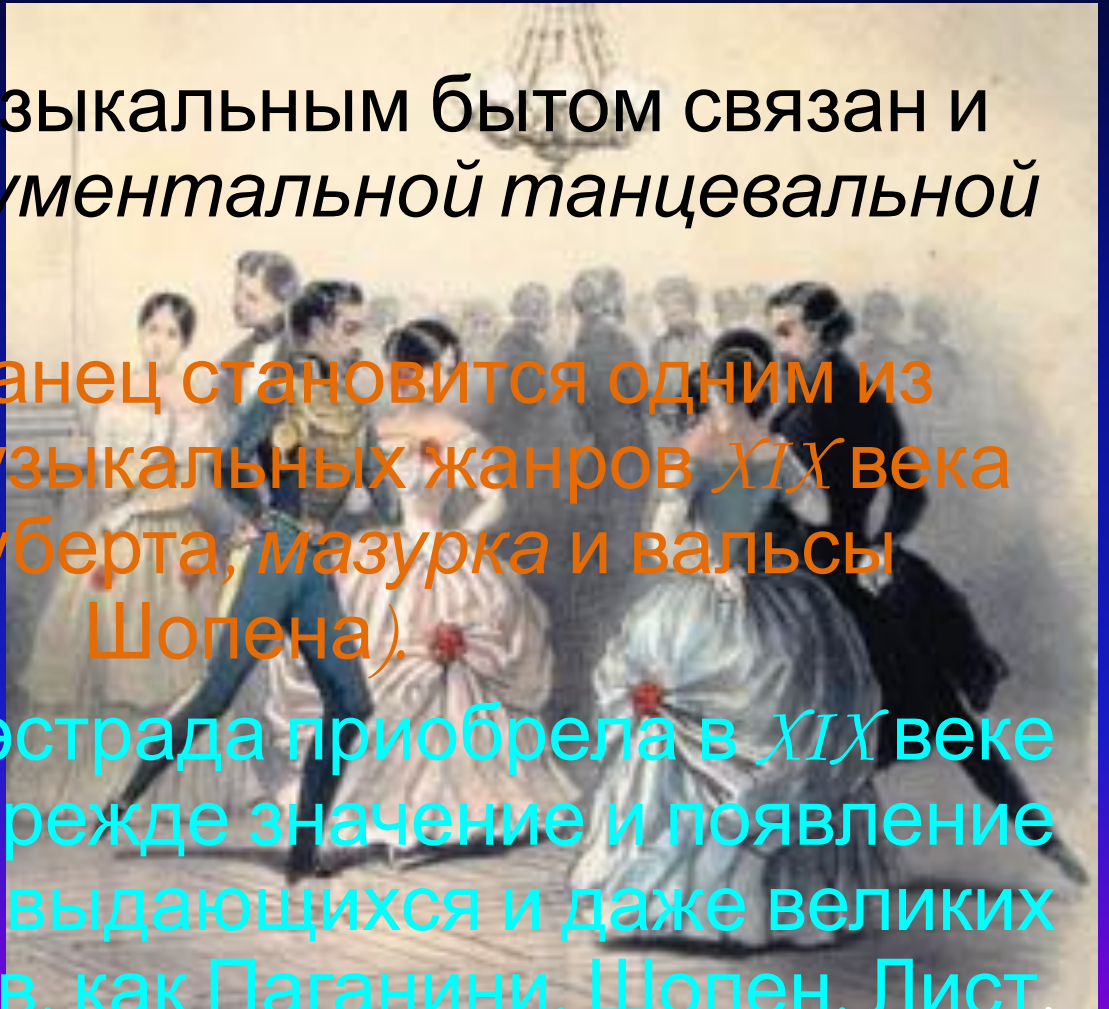 зыкальным бытом связан и
ументальной танцевальной
анец становится одним из
узыкальных жанров XIX века
уберта, мазурка и вальсы
Шопена).
эстрада приобрела в XIX веке
режде значение и появление
выдающихся и даже великих
в, как Паганини, Шопен, Лист.